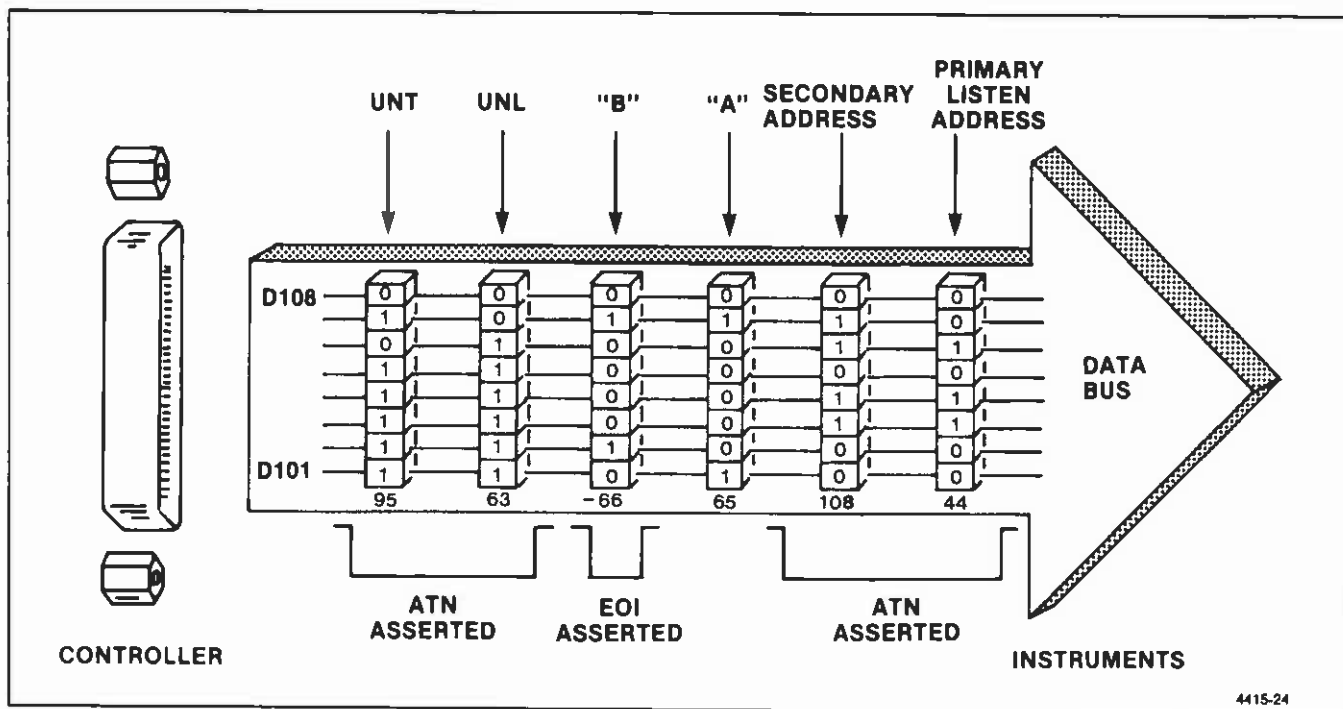 UNT UNL "B" "A" SECONDARY ADDRESS PRIMARY LISTEN ADDRESS
D108 0 0 0 0 0 0
1 0 1 1 1 0
0 1 0 0 1 1
1 1 0 0 0 0
1 1 0 0 1 1
1 1 0 0 1 1
1 1 1 0 0 0
D101 1 1 0 1 0 0
95 63 -66 65 108 44
DATA
BUS
ATN
ASSERTED
EOI
ASSERTED
ATN
ASSERTED
CONTROLLER
INSTRUMENTS
4415-24